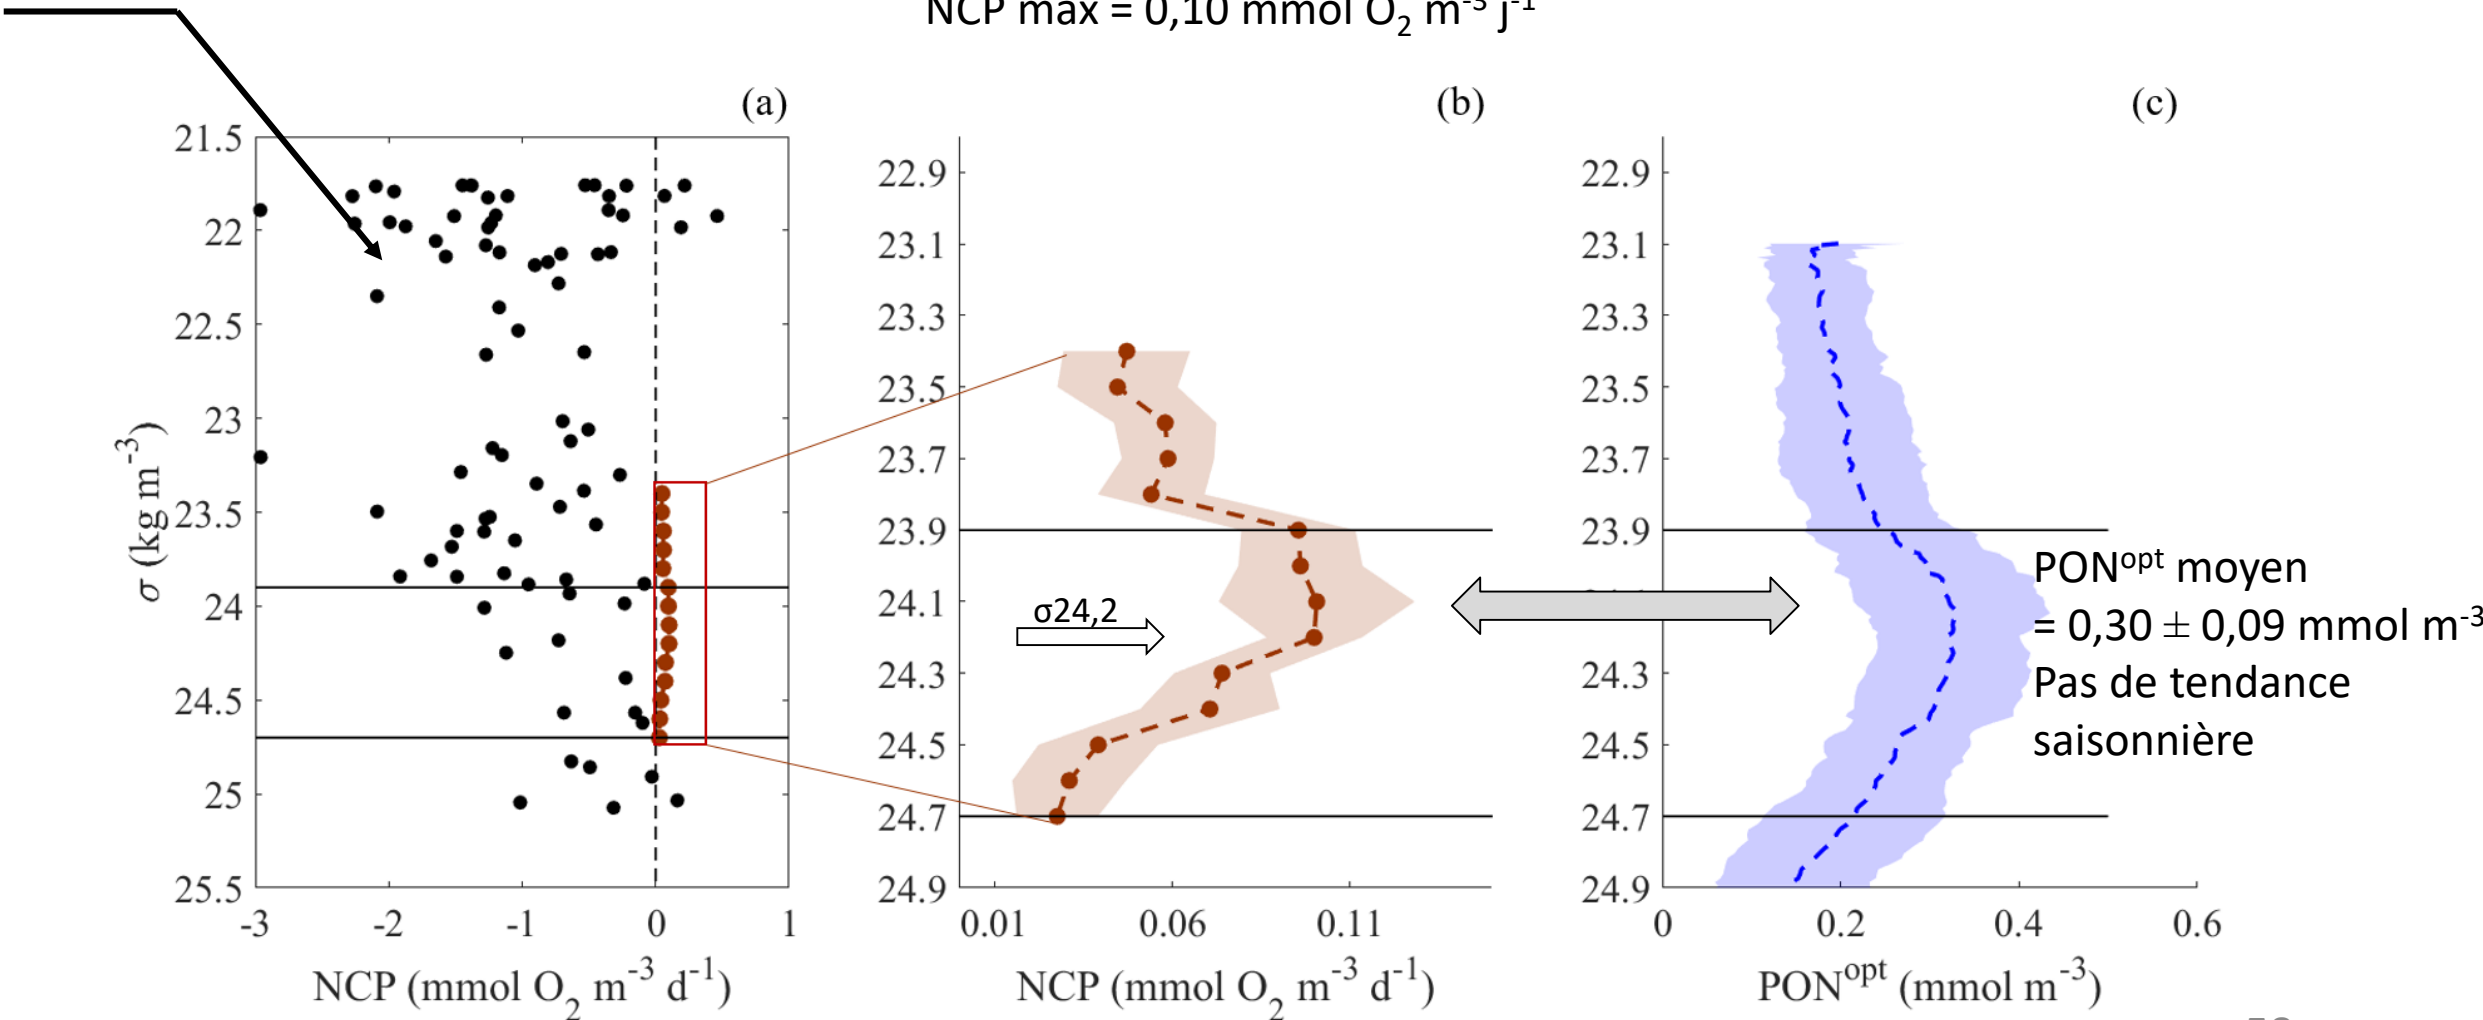 NCP max = 0,10 mmol O2 m-3 j-1
(a)
(b)
(c)
21.5
22
22.5
23
23.5
24
24.5
25
25.5
σ (kg m-3)
-3 -2 -1 0 1
NCP (mmol O2 m-3 d-1)
22.9
23.1
23.3
23.5
23.7
23.9
24.1
24.3
24.5
24.7
24.9
σ24,2
0.01 0.06 0.11
NCP (mmol O2 m-3 d-1)
22.9
23.1
23.3
23.5
23.7
23.9
24.3
24.5
24.7
24.9
0 0.2 0.4 0.6
PONopt (mmol m-3)
PONopt moyen
= 0,30 ± 0,09 mmol m-3
Pas de tendance
saisonnière